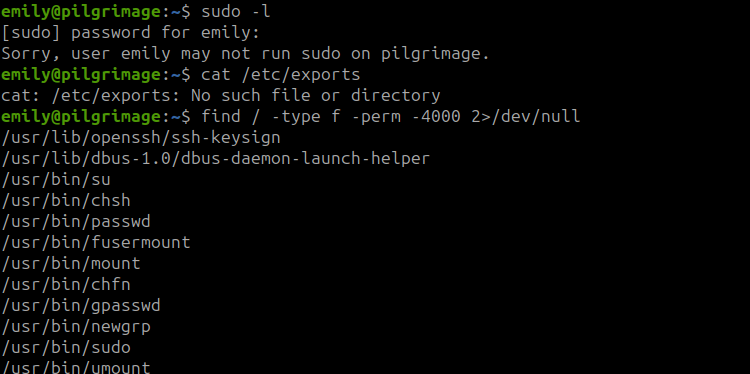 emily@pilgrimage:~$ sudo -l
[sudo] password for emily:
Sorry, user emily may not run sudo on pilgrimage.
emily@pilgrimage:~$ cat /etc/exports
cat: /etc/exports: No such file or directory
emily@pilgrimage:~$ find / -type f -perm -4000 2>/dev/null
/usr/lib/openssh/ssh-keysign
/usr/lib/dbus-1.0/dbus-daemon-launch-helper
/usr/bin/su
/usr/bin/chsh
/usr/bin/passwd
/usr/bin/fusermount
/usr/bin/mount
/usr/bin/chfn
/usr/bin/gpasswd
/usr/bin/newgrp
/usr/bin/sudo
/usr/bin/umount